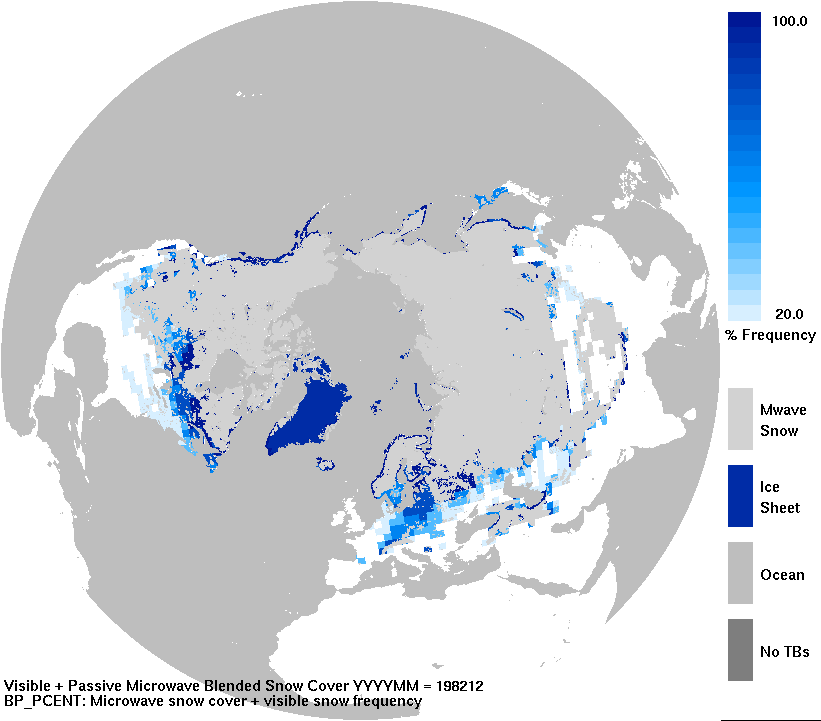 100.0
20.0
% Frequency
Mwave
Snow
Ice
Sheet
Ocean
No TBs
Visible + Passive Microwave Blended Snow Cover YYYYMM = 198212
BP_PCENT: Microwave snow cover + visible snow frequency